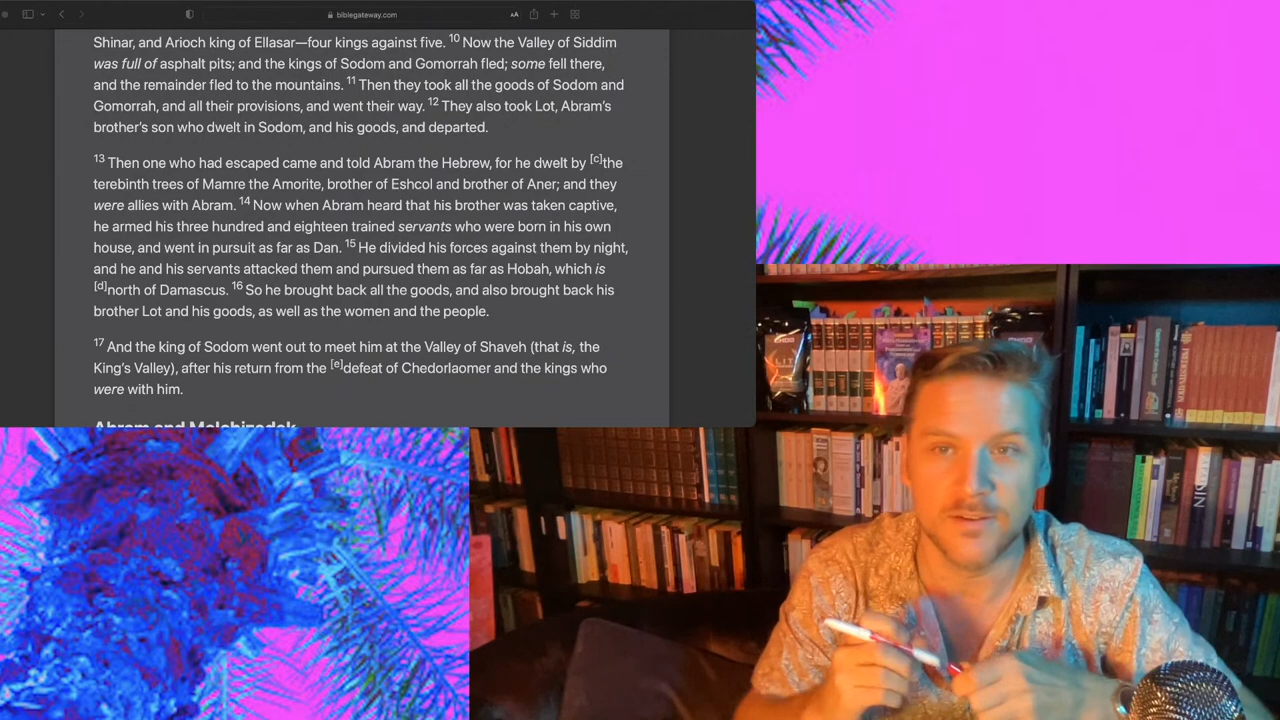 biblegateway.com
AA
Shinar, and Arioch king of Ellasar—four kings against five. 10 Now the Valley of Siddim
was full of asphalt pits; and the kings of Sodom and Gomorrah fled; some fell there,
and the remainder fled to the mountains. 11 Then they took all the goods of Sodom and
Gomorrah, and all their provisions, and went their way. 12 They also took Lot, Abram’s
brother’s son who dwelt in Sodom, and his goods, and departed.
13 Then one who had escaped came and told Abram the Hebrew, for he dwelt by [c]the
terebinth trees of Mamre the Amorite, brother of Eshcol and brother of Aner; and they
were allies with Abram. 14 Now when Abram heard that his brother was taken captive,
he armed his three hundred and eighteen trained servants who were born in his own
house, and went in pursuit as far as Dan. 15 He divided his forces against them by night,
and he and his servants attacked them and pursued them as far as Hobah, which is
[d]north of Damascus. 16 So he brought back all the goods, and also brought back his
brother Lot and his goods, as well as the women and the people.
17 And the king of Sodom went out to meet him at the Valley of Shaveh (that is, the
King’s Valley), after his return from the [e]defeat of Chedorlaomer and the kings who
were with him.
Abram and Melchizedek